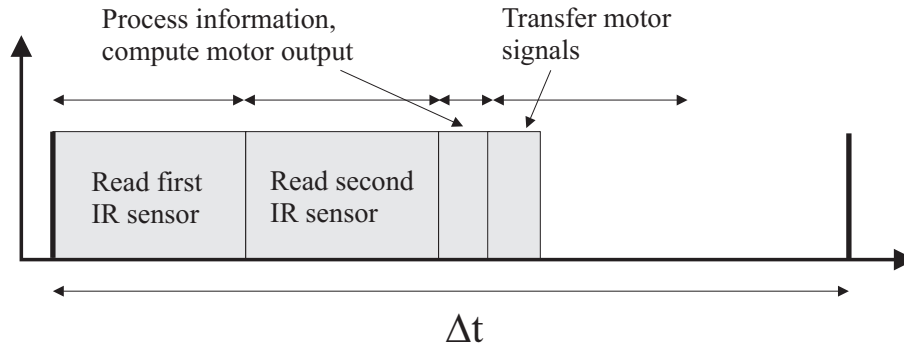 Process information,
compute motor output
Transfer motor
signals
Read first
IR sensor
Read second
IR sensor
Δt